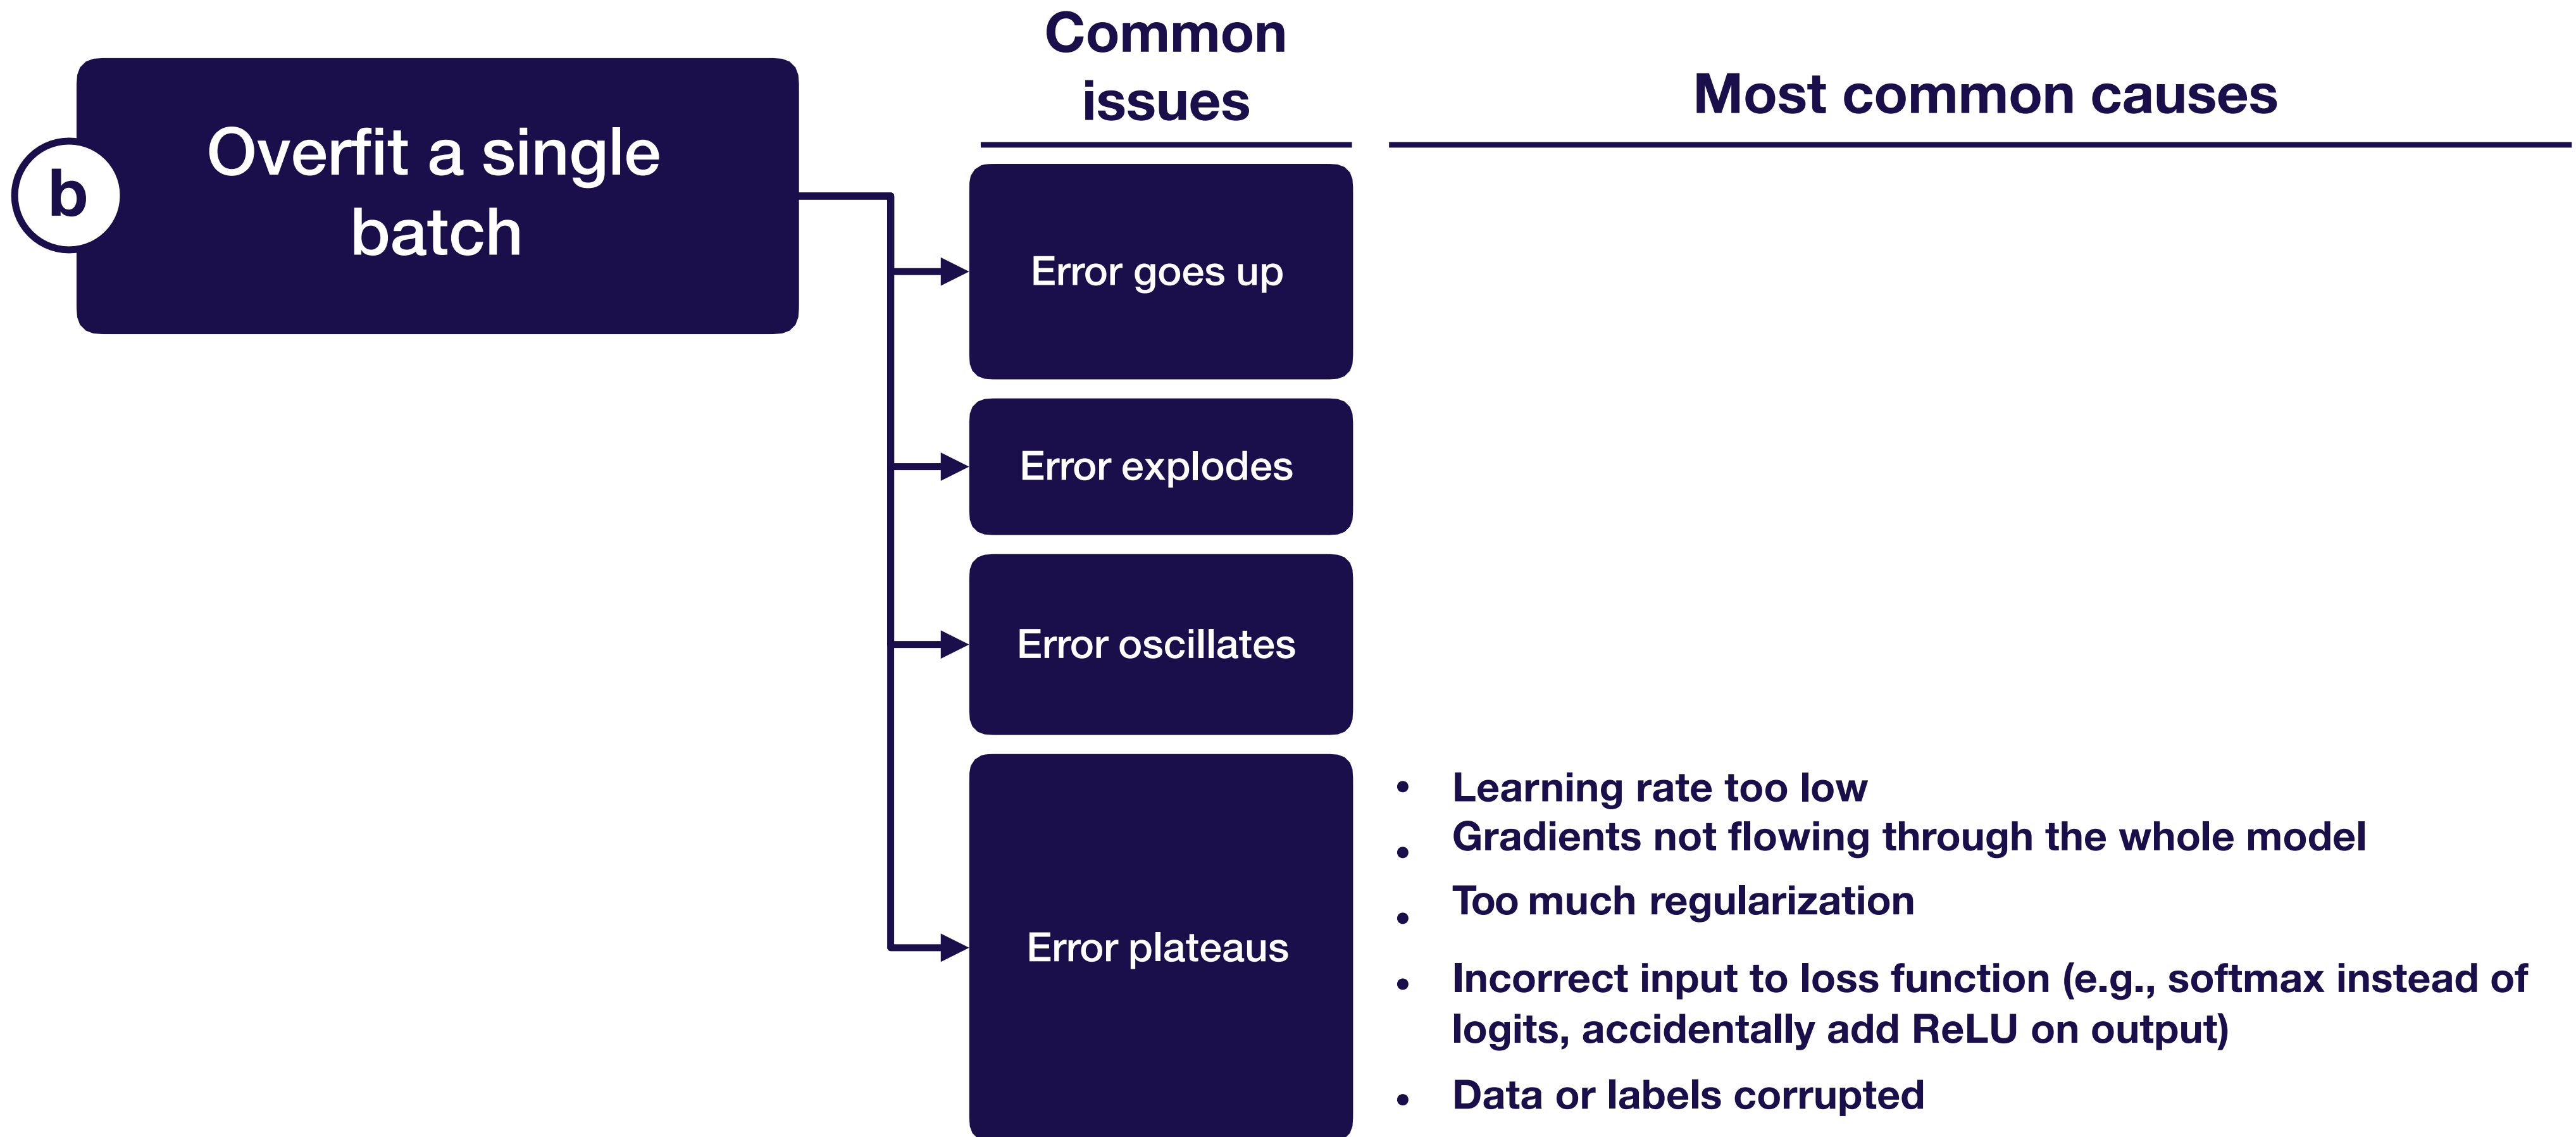 b
Overfit a single
batch
Common
issues
Most common causes
Error goes up
Error explodes
Error oscillates
Error plateaus
• Learning rate too low
• Gradients not flowing through the whole model
• Too much regularization
• Incorrect input to loss function (e.g., softmax instead of
logits, accidentally add ReLU on output)
• Data or labels corrupted